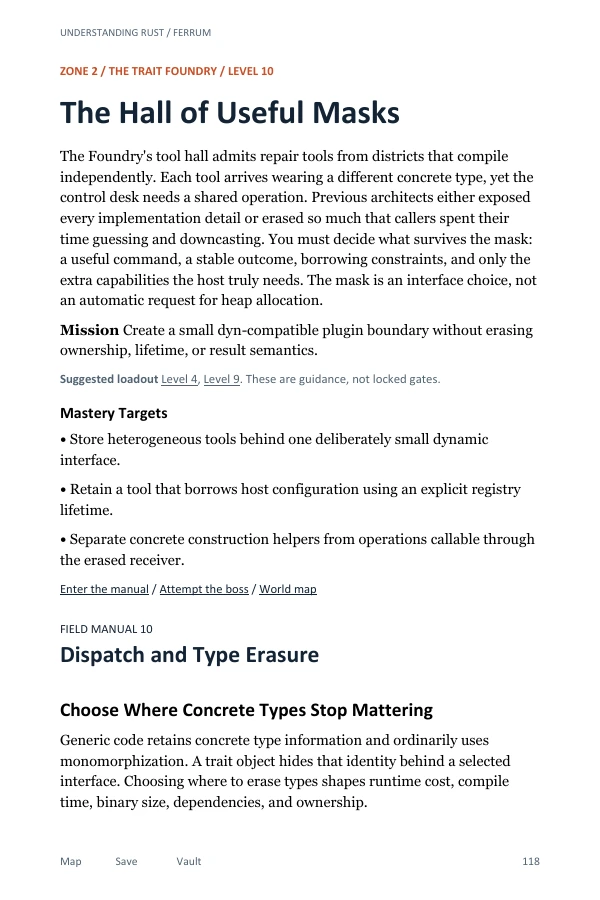 UNDERSTANDING RUST / FERRUM
ZONE 2 / THE TRAIT FOUNDRY / LEVEL 10
The Hall of Useful Masks
The Foundry's tool hall admits repair tools from districts that compile
independently. Each tool arrives wearing a different concrete type, yet the
control desk needs a shared operation. Previous architects either exposed
every implementation detail or erased so much that callers spent their
time guessing and downcasting. You must decide what survives the mask:
a useful command, a stable outcome, borrowing constraints, and only the
extra capabilities the host truly needs. The mask is an interface choice, not
an automatic request for heap allocation.
Mission Create a small dyn-compatible plugin boundary without erasing
ownership, lifetime, or result semantics.
Suggested loadout Level 4, Level 9. These are guidance, not locked gates.
Mastery Targets
• Store heterogeneous tools behind one deliberately small dynamic
interface.
• Retain a tool that borrows host configuration using an explicit registry
lifetime.
• Separate concrete construction helpers from operations callable through
the erased receiver.
Enter the manual / Attempt the boss / World map
FIELD MANUAL 10
Dispatch and Type Erasure
Choose Where Concrete Types Stop Mattering
Generic code retains concrete type information and ordinarily uses
monomorphization. A trait object hides that identity behind a selected
interface. Choosing where to erase types shapes runtime cost, compile
time, binary size, dependencies, and ownership.
Map Save Vault 118